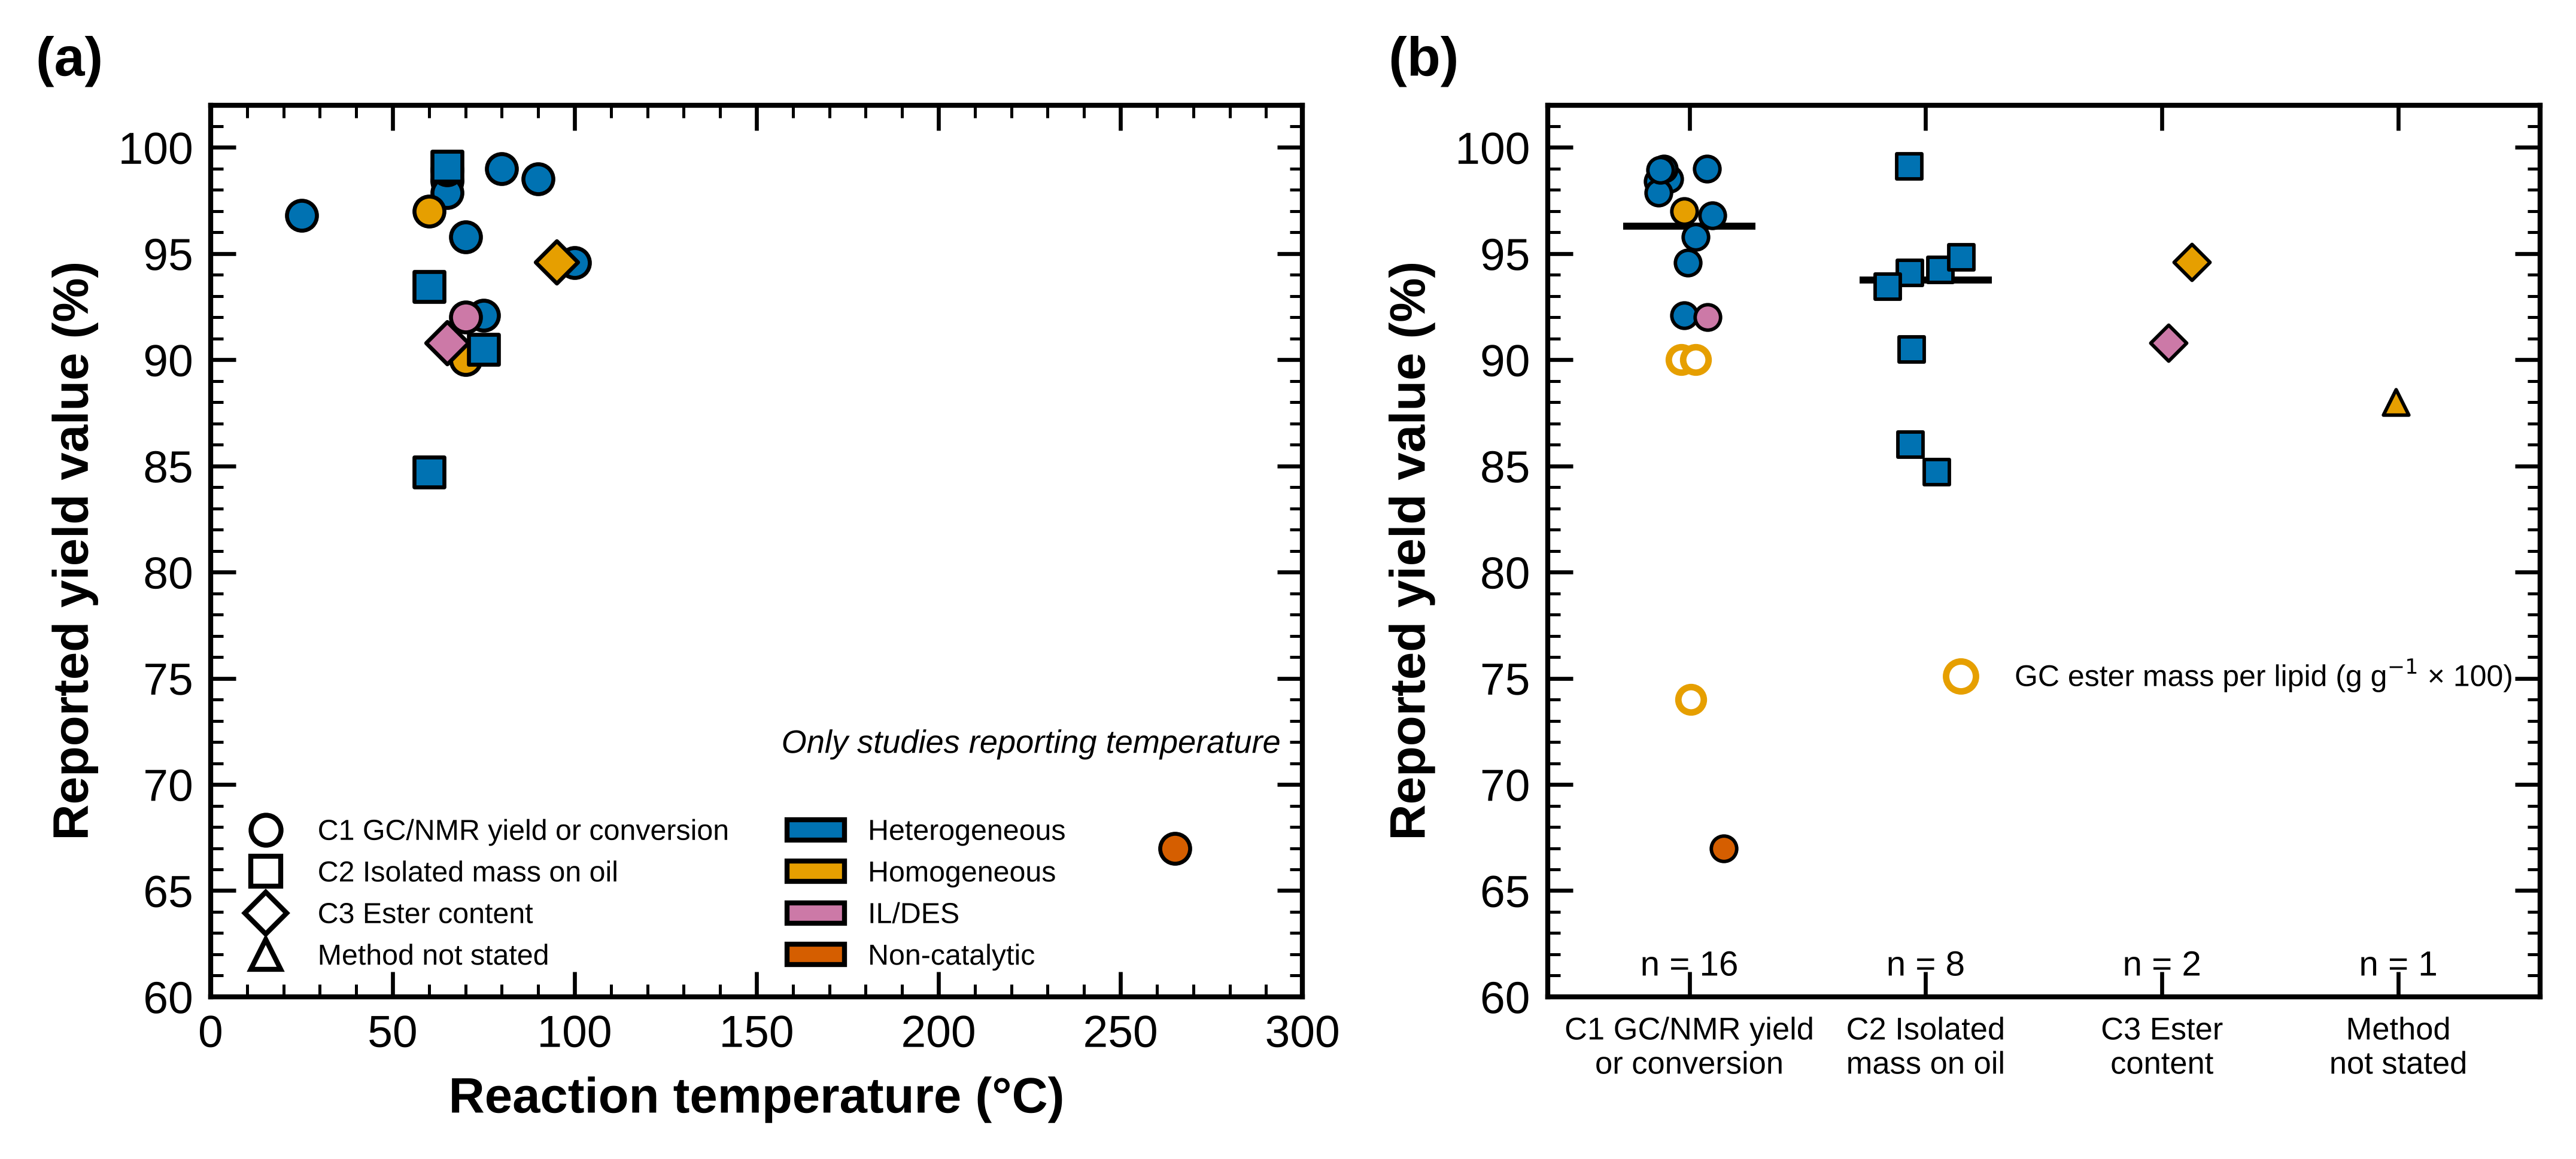 (a)
Reported yield value (%)
100
95
90
85
80
75
70
65
60
0 50 100 150 200 250 300
Reaction temperature (°C)
Only studies reporting temperature
C1 GC/NMR yield or conversion
C2 Isolated mass on oil
C3 Ester content
Method not stated
Heterogeneous
Homogeneous
IL/DES
Non-catalytic
(b)
Reported yield value (%)
100
95
90
85
80
75
70
65
60
GC ester mass per lipid (g g⁻¹ × 100)
n = 16 n = 8 n = 2 n = 1
C1 GC/NMR yield
or conversion
C2 Isolated
mass on oil
C3 Ester
content
Method
not stated